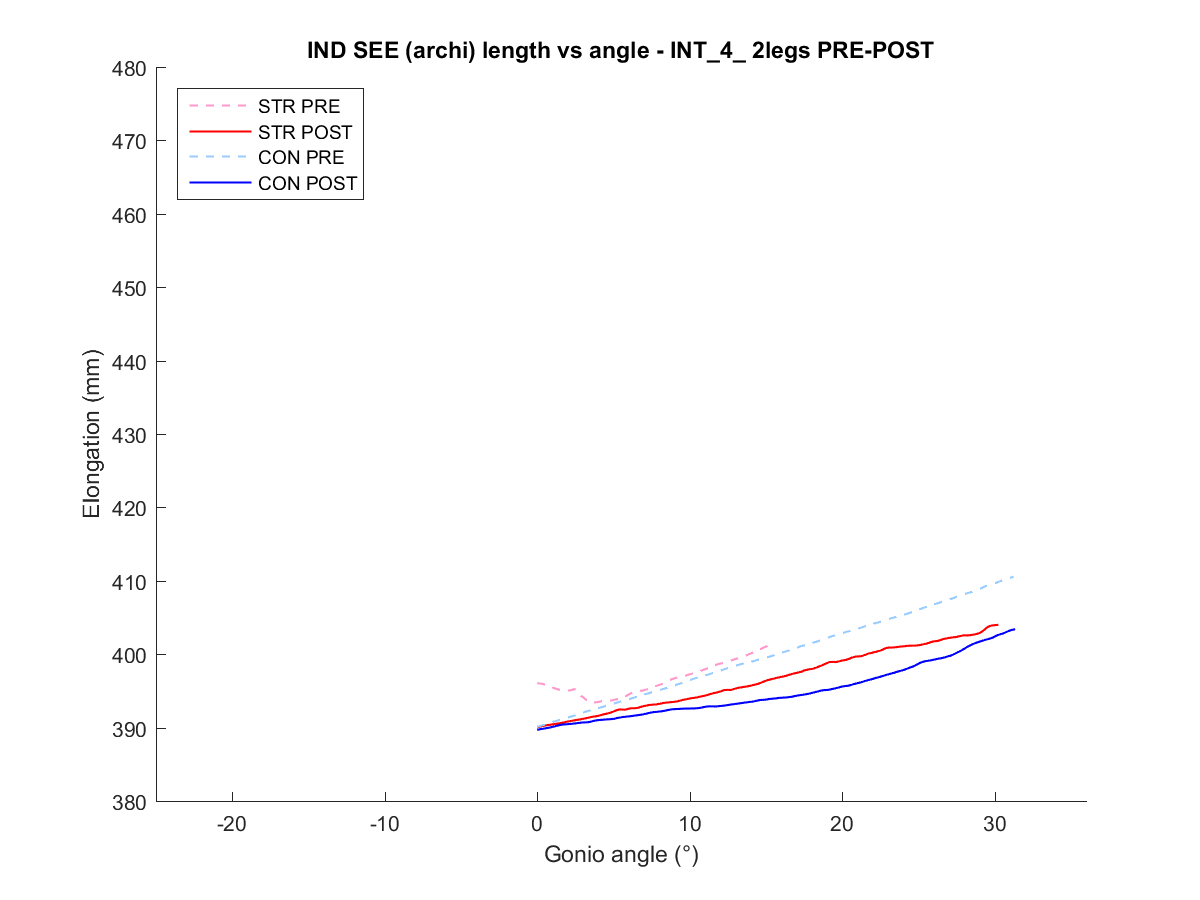 IND SEE (archi) length vs angle - INT_4_ 2legs PRE-POST
480
470
460
450
440
430
420
410
400
390
380
STR PRE
STR POST
CON PRE
CON POST
Elongation (mm)
-20
-10
0
10
20
30
Gonio angle (°)